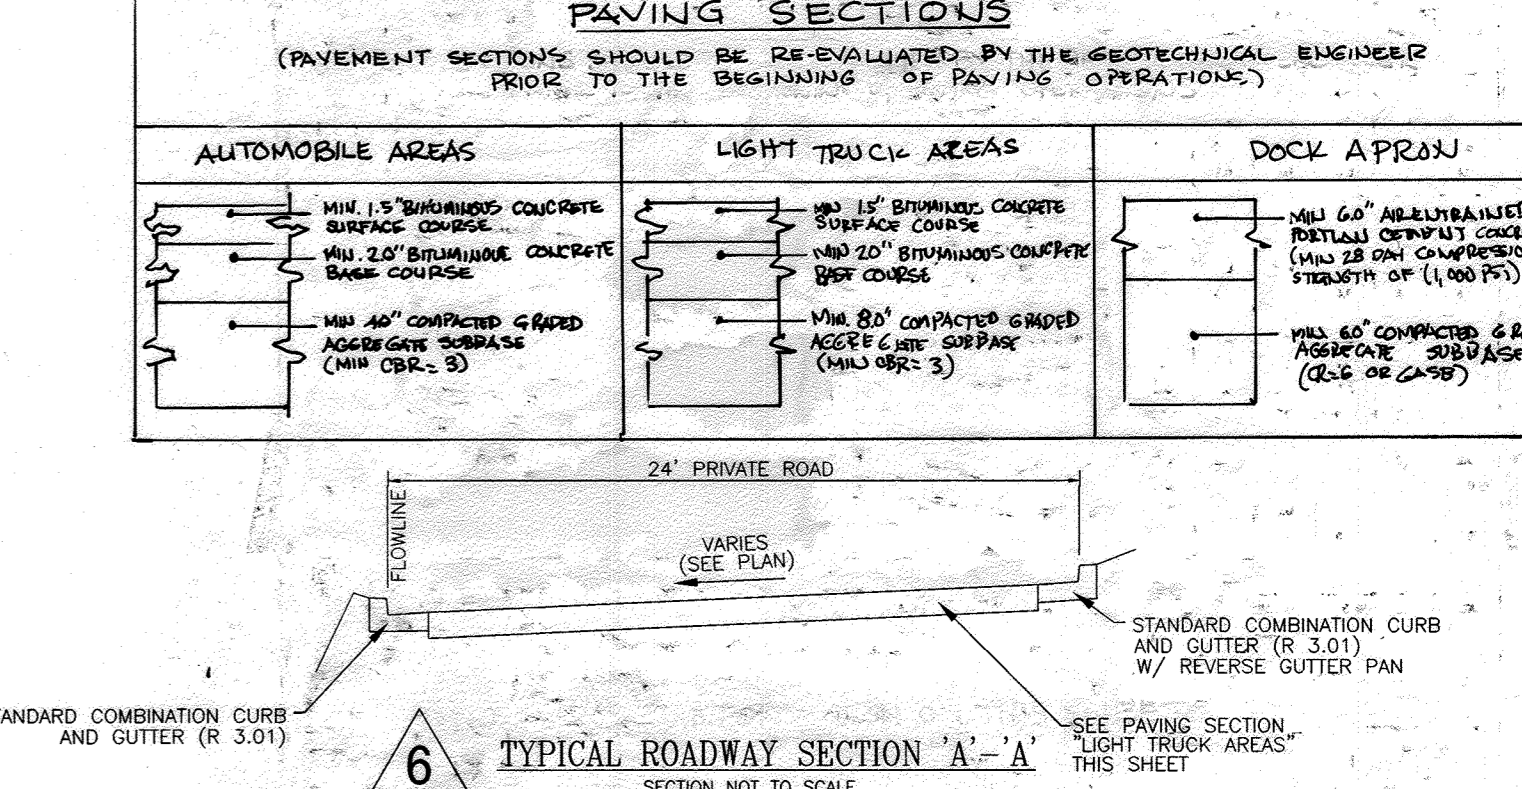 PAVING SECTIONS
(PAVEMENT SECTIONS SHOULD BE RE-EVALUATED BY THE GEOTECHNICAL ENGINEER
PRIOR TO THE BEGINNING OF PAVING OPERATIONS)
AUTOMOBILE AREAS
MIN. 1.5" BITUMINOUS CONCRETE
SURFACE COURSE
MIN. 2.0" BITUMINOUS CONCRETE
BASE COURSE
COMPACTED GRADED
AGGREGATE SUBBASE
(MIN CBR= 3)
LIGHT TRUCK AREAS
MIN 1.5" BITUMINOUS CONCRETE
SURFACE COURSE
MIN 2.0" BITUMINOUS CONCRETE
BASE COURSE
MIN. 8.0" COMPACTED GRADED
AGGREGATE SUBBASE
(MIN CBR= 3)
DOCK APRON
MIN 6.0" AIR ENTRAINED
CEMENT
(MIN 28 DAY
STRENGTH OF (1,000 PSI)
MIN 6.0" COMPACTED
AGGREGATE SUBBASE
24' PRIVATE ROAD
FLOWLINE
VARIES
(SEE PLAN)
STANDARD COMBINATION CURB
AND GUTTER (R 3.01)
W/ REVERSE GUTTER PAN
TANDARD COMBINATION CURB
AND GUTTER (R 3.01)
SEE PAVING SECTION
"LIGHT TRUCK AREAS"
THIS SHEET
6
TYPICAL ROADWAY SECTION 'A'-'A'
SECTION NOT TO SCALE